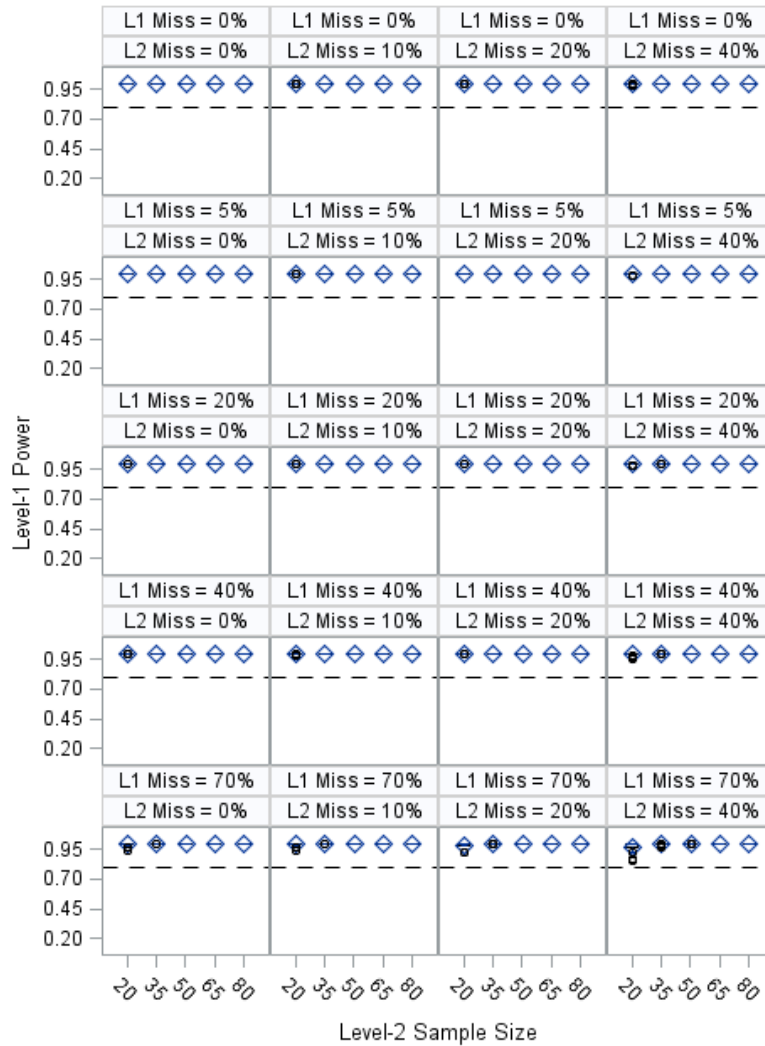 L1 Miss = 0% L1 Miss = 0% L1 Miss = 0% L1 Miss = 0%
L2 Miss = 0% L2 Miss = 10% L2 Miss = 20% L2 Miss = 40%
0.95
0.70
0.45
0.20
L1 Miss = 5% L1 Miss = 5% L1 Miss = 5% L1 Miss = 5%
L2 Miss = 0% L2 Miss = 10% L2 Miss = 20% L2 Miss = 40%
0.95
0.70
0.45
0.20
L1 Miss = 20% L1 Miss = 20% L1 Miss = 20% L1 Miss = 20%
L2 Miss = 0% L2 Miss = 10% L2 Miss = 20% L2 Miss = 40%
0.95
0.70
0.45
0.20
Level-1 Power
L1 Miss = 40% L1 Miss = 40% L1 Miss = 40% L1 Miss = 40%
L2 Miss = 0% L2 Miss = 10% L2 Miss = 20% L2 Miss = 40%
0.95
0.70
0.45
0.20
L1 Miss = 70% L1 Miss = 70% L1 Miss = 70% L1 Miss = 70%
L2 Miss = 0% L2 Miss = 10% L2 Miss = 20% L2 Miss = 40%
0.95
0.70
0.45
0.20
20 35 50 65 80 20 35 50 65 80 20 35 50 65 80 20 35 50 65 80
Level-2 Sample Size